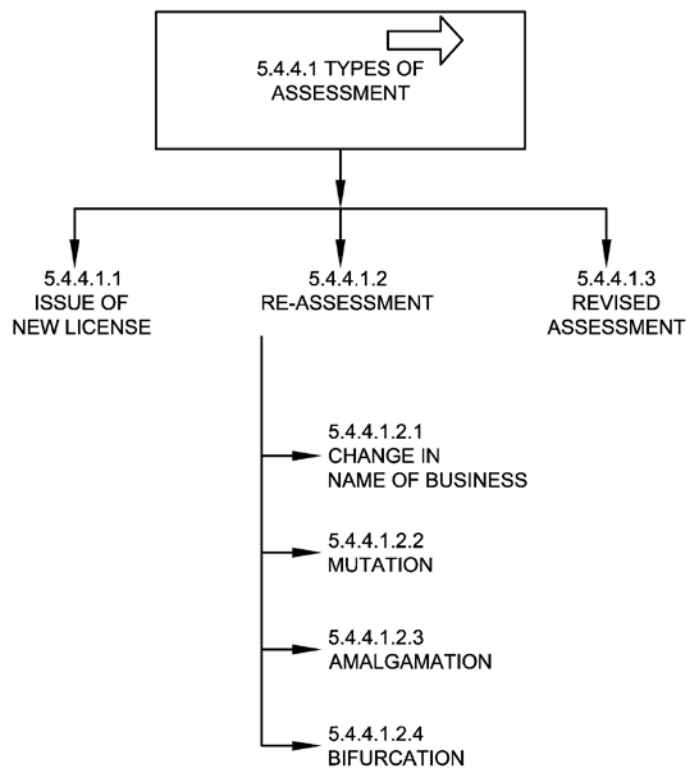 5.4.4.1 TYPES OF
ASSESSMENT
5.4.4.1.1
ISSUE OF
NEW LICENSE
5.4.4.1.2
RE-ASSESSMENT
5.4.4.1.3
REVISED
ASSESSMENT
5.4.4.1.2.1
CHANGE IN
NAME OF BUSINESS
5.4.4.1.2.2
MUTATION
5.4.4.1.2.3
AMALGAMATION
5.4.4.1.2.4
BIFURCATION